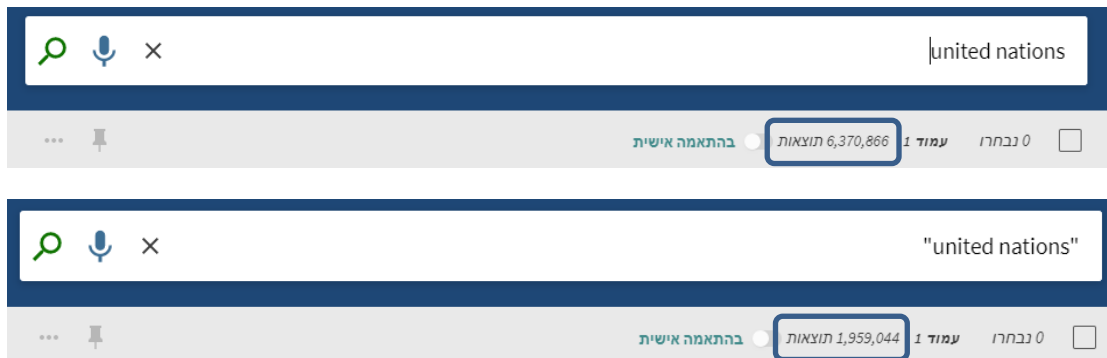 united nations
0 נבחרו עמוד 1 6,370,866 תוצאות בהתאמה אישית
"united nations"
0 נבחרו עמוד 1 1,959,044 תוצאות בהתאמה אישית